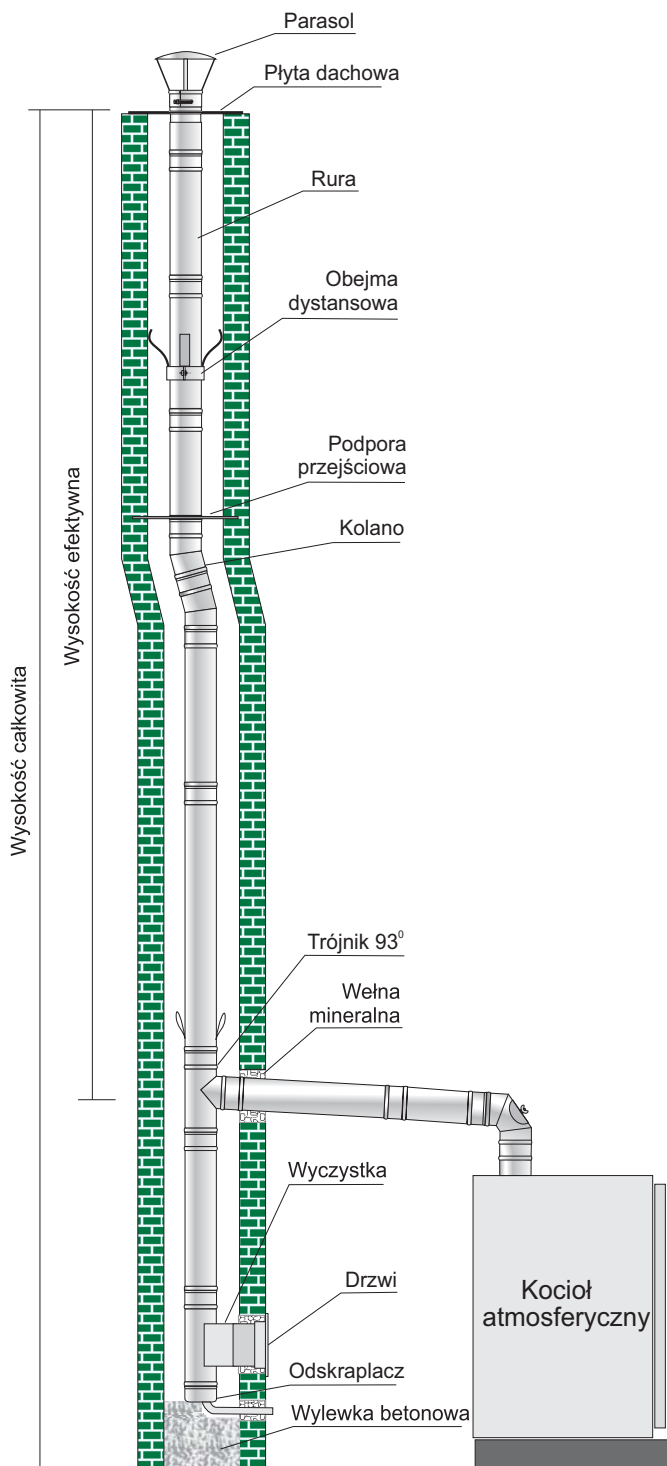 Parasol
Płyta dachowa
Rura
Obejma
dystansowa
Podpora
przejściowa
Kolano
Wysokość efektywna
Wysokość całkowita
Trójnik 93⁰
Wełna
mineralna
Wyczystka
Drzwi
Kocioł
atmosferyczny
Odskraplacz
Wylewka betonowa